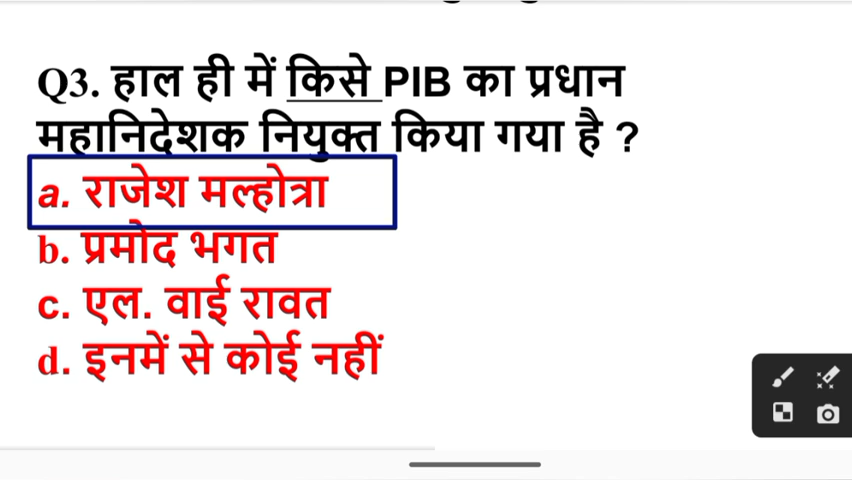 Q3. हाल ही में किसे PIB का प्रधान
महानिदेशक नियुक्त किया गया है ?
a. राजेश मल्होत्रा
b. प्रमोद भगत
c. एल. वाई रावत
d. इनमें से कोई नहीं